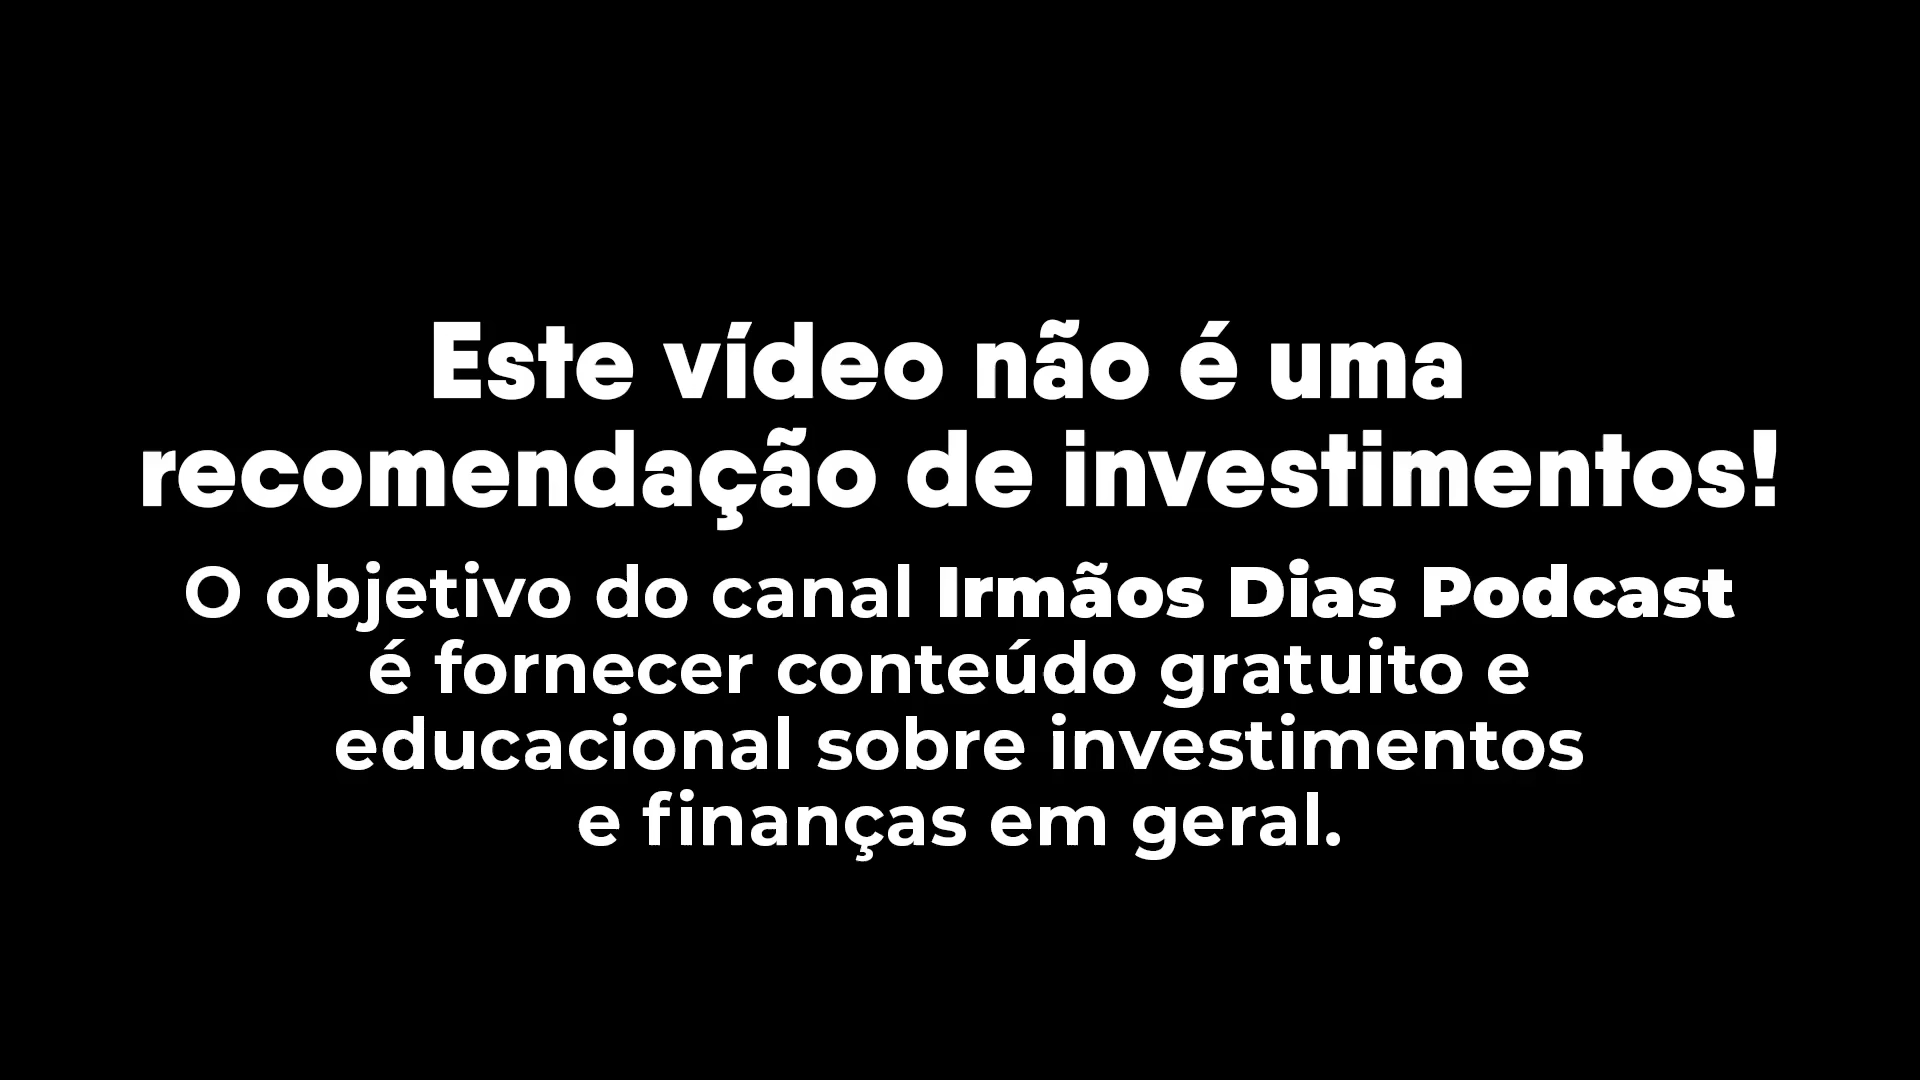 Este vídeo não é uma
recomendação de investimentos!
O objetivo do canal Irmãos Dias Podcast
é fornecer conteúdo gratuito e
educacional sobre investimentos
e finanças em geral.